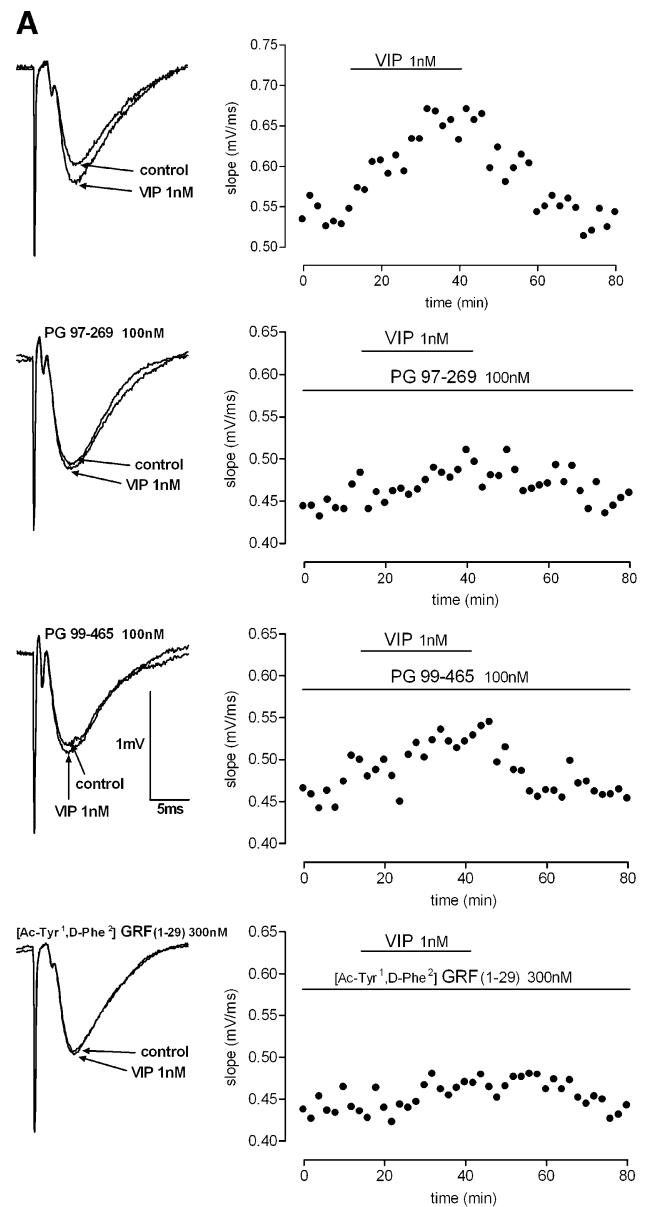 A
control
VIP 1nM
0.75
0.70
0.65
0.60
0.55
0.50
slope (mV/ms)
VIP 1nM
0 20 40 60 80
time (min)
PG 97-269 100nM
control
VIP 1nM
0.65
0.60
0.55
0.50
0.45
0.40
slope (mV/ms)
VIP 1nM
PG 97-269 100nM
0 20 40 60 80
time (min)
PG 99-465 100nM
1mV
5ms
control
VIP 1nM
0.65
0.60
0.55
0.50
0.45
0.40
slope (mV/ms)
VIP 1nM
PG 99-465 100nM
0 20 40 60 80
time (min)
[Ac-Tyr¹,D-Phe²] GRF(1-29) 300nM
control
VIP 1nM
0.65
0.60
0.55
0.50
0.45
0.40
slope (mV/ms)
VIP 1nM
[Ac-Tyr¹,D-Phe²] GRF(1-29) 300nM
0 20 40 60 80
time (min)